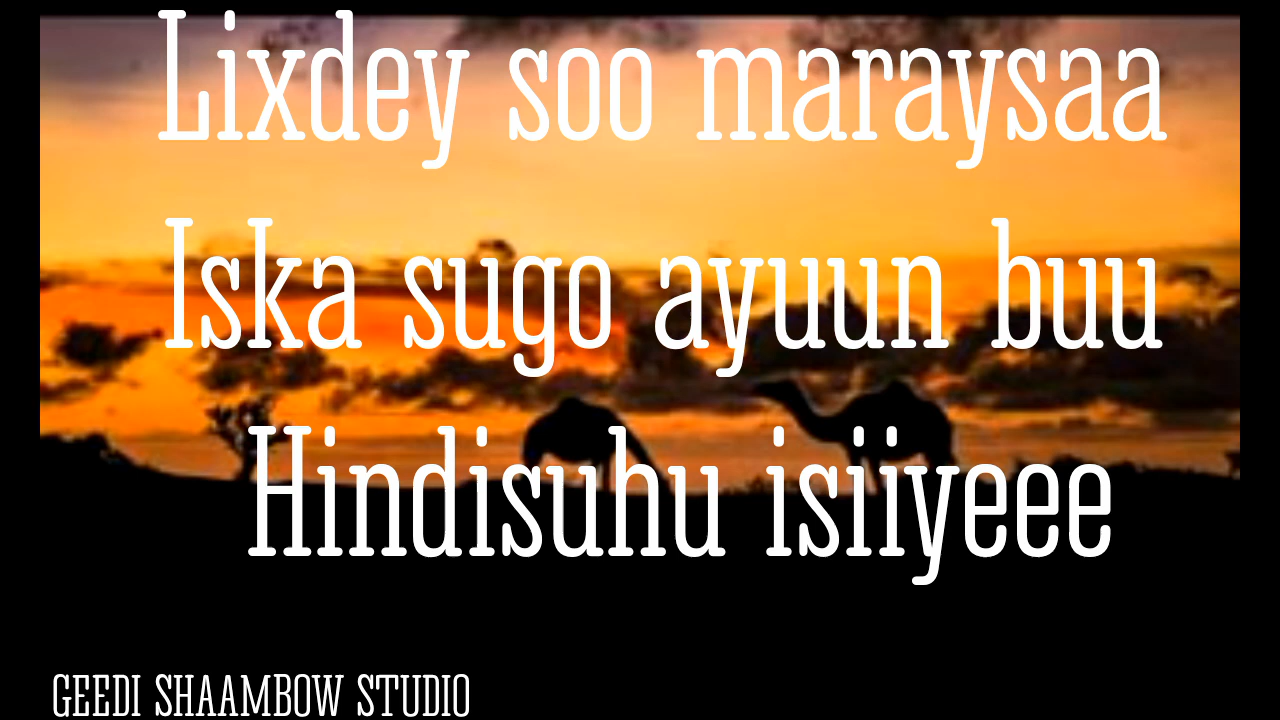 Lixdey soo maraysaa
Iska sugo ayuun buu
Hindisuhu isiiyeee
GEEDI SHAAMBOW STUDIO